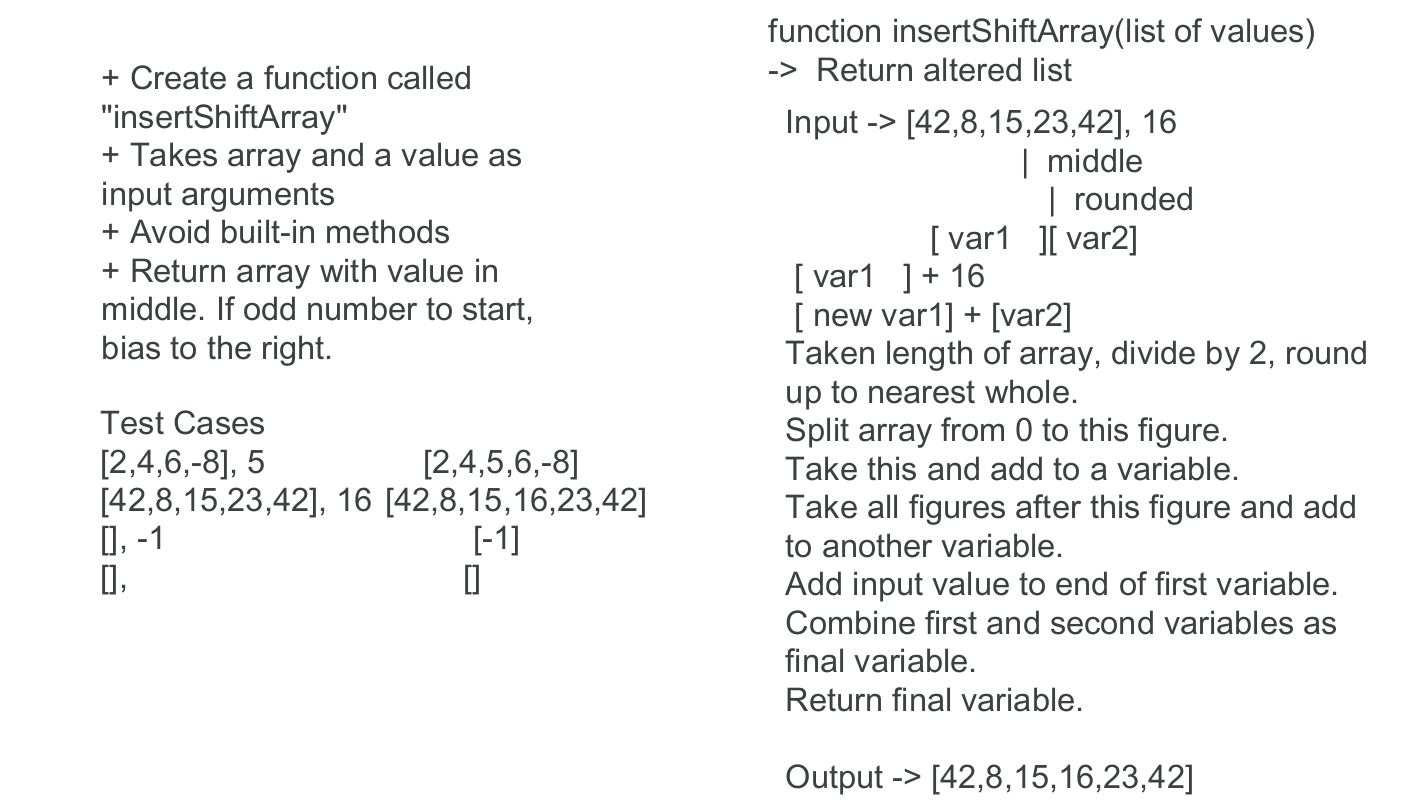 + Create a function called
"insertShiftArray"
+ Takes array and a value as
input arguments
+ Avoid built-in methods
+ Return array with value in
middle. If odd number to start,
bias to the right.
Test Cases
[2,4,6,-8], 5 [2,4,5,6,-8]
[42,8,15,23,42], 16 [42,8,15,16,23,42]
[], -1 [-1]
[], []
function insertShiftArray(list of values)
-> Return altered list
Input -> [42,8,15,23,42], 16
| middle
| rounded
[ var1 ][ var2]
[ var1 ] + 16
[ new var1] + [var2]
Taken length of array, divide by 2, round
up to nearest whole.
Split array from 0 to this figure.
Take this and add to a variable.
Take all figures after this figure and add
to another variable.
Add input value to end of first variable.
Combine first and second variables as
final variable.
Return final variable.
Output -> [42,8,15,16,23,42]